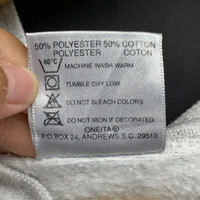 50% POLYESTER 50% COTTON
POLYESTER COTON
40°C MACHINE WASH WARM
TUMBLE DRY LOW
DO NOT BLEACH COLORS
DO NOT IRON IF DECORATED
ONEITA®
P.O BOX 24, ANDREWS, S.C. 29510